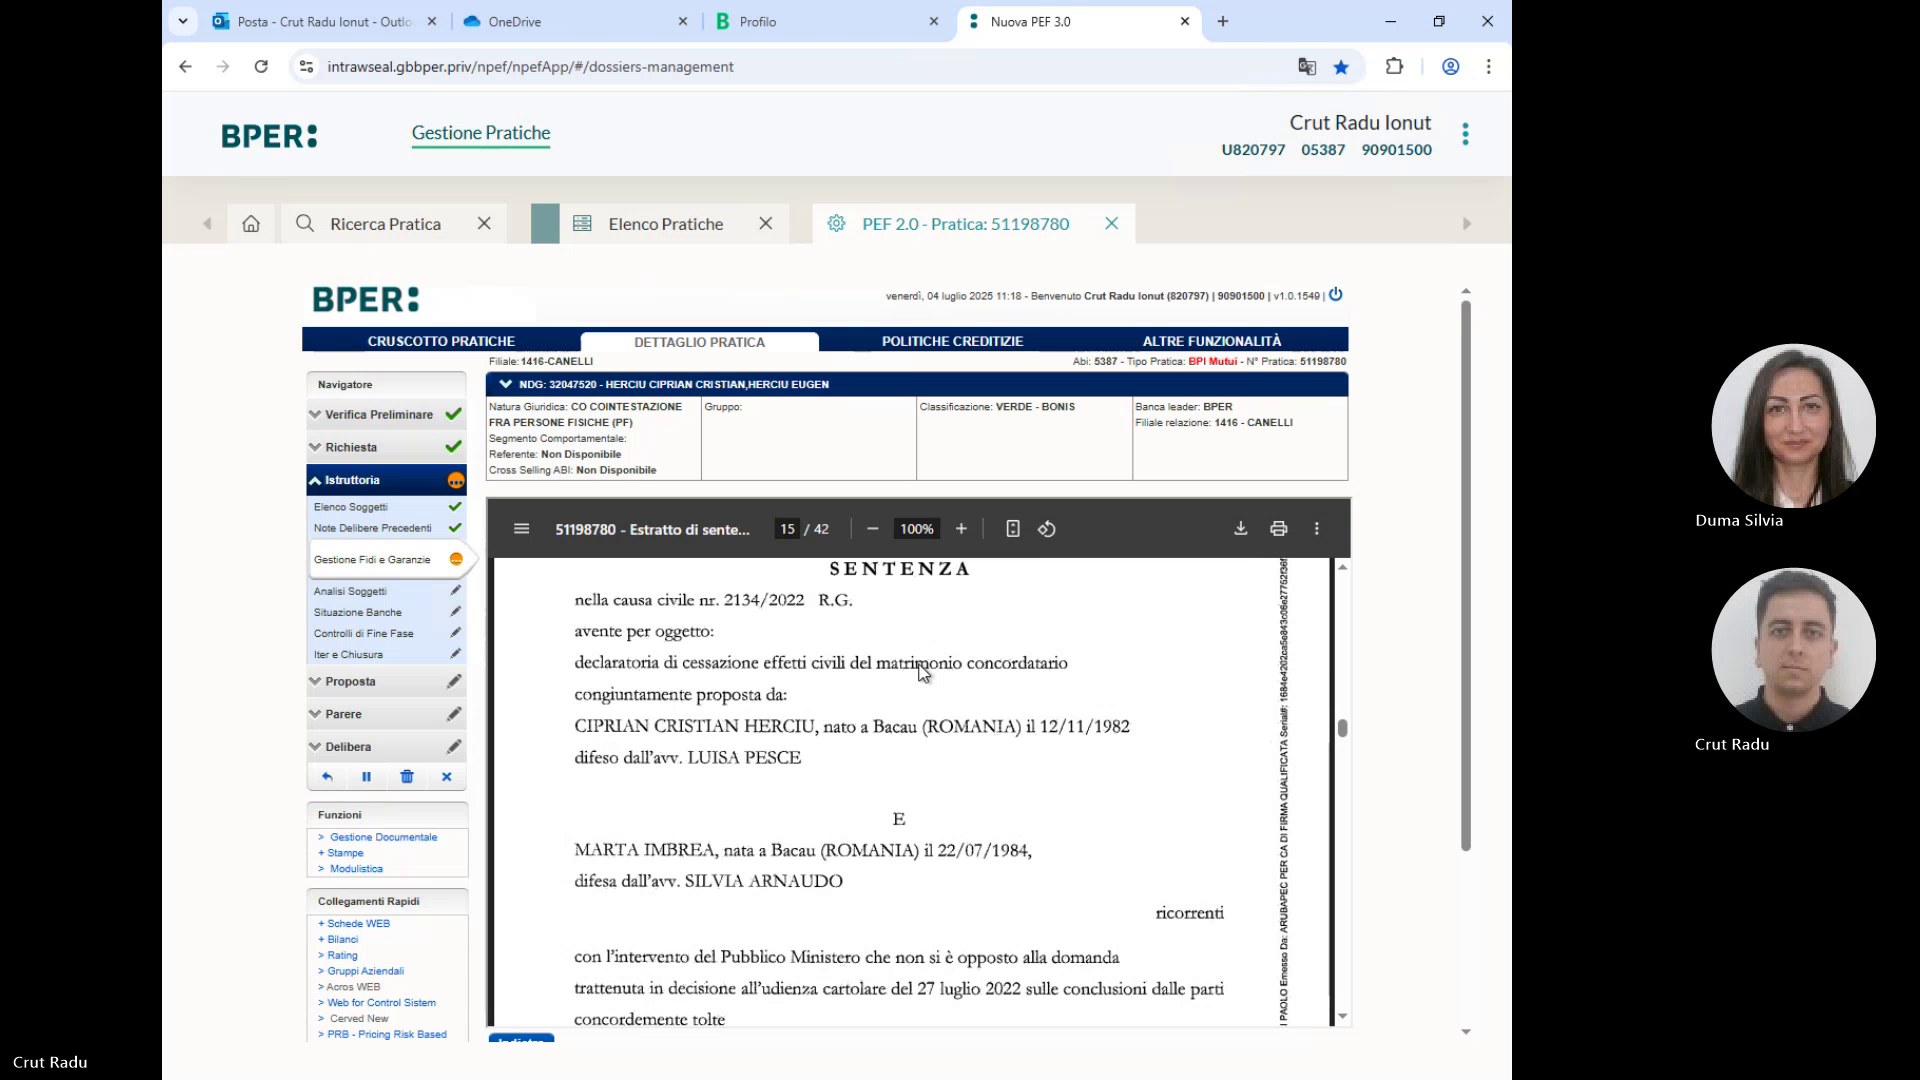 Posta - Crut Radu Ionut - Outlo
OneDrive
Profilo
Nuova PEF 3.0
intrawseal.gbbper.priv/npef/npefApp/#/dossiers-management
BPER:
Gestione Pratiche
Crut Radu Ionut
U820797 05387 90901500
Ricerca Pratica
Elenco Pratiche
PEF 2.0 - Pratica: 51198780
BPER:
venerdì, 04 luglio 2025 11:18 - Benvenuto Crut Radu Ionut (820797) | 90901500 | v1.0.1549 |
CRUSCOTTO PRATICHE
DETTAGLIO PRATICA
POLITICHE CREDITIZIE
ALTRE FUNZIONALITÀ
Filiale: 1416-CANELLI
Abi: 5387 - Tipo Pratica: BPI Mutui - N° Pratica: 51198780
Navigatore
Verifica Preliminare
Richiesta
Istruttoria
Elenco Soggetti
Note Delibere Precedenti
Gestione Fidi e Garanzie
Analisi Soggetti
Situazione Banche
Controlli di Fine Fase
Iter e Chiusura
Proposta
Parere
Delibera
Funzioni
> Gestione Documentale
+ Stampe
> Modulistica
Collegamenti Rapidi
+ Schede WEB
+ Bilanci
> Rating
> Gruppi Aziendali
> Acros WEB
> Web for Control Sistem
> Cerved New
> PRB - Pricing Risk Based
NDG: 32047520 - HERCIU CIPRIAN CRISTIAN,HERCIU EUGEN
Natura Giuridica: CO COINTESTAZIONE
FRA PERSONE FISICHE (PF)
Segmento Comportamentale:
Referente: Non Disponibile
Cross Selling ABI: Non Disponibile
Gruppo:
Classificazione: VERDE - BONIS
Banca leader: BPER
Filiale relazione: 1416 - CANELLI
51198780 - Estratto di sente...
15 / 42
100%
SENTENZA
nella causa civile nr. 2134/2022 R.G.
avente per oggetto:
declaratoria di cessazione effetti civili del matrimonio concordatario
congiuntamente proposta da:
CIPRIAN CRISTIAN HERCIU, nato a Bacau (ROMANIA) il 12/11/1982
difeso dall'avv. LUISA PESCE
E
MARTA IMBREA, nata a Bacau (ROMANIA) il 22/07/1984,
difesa dall'avv. SILVIA ARNAUDO
ricorrenti
con l'intervento del Pubblico Ministero che non si è opposto alla domanda
trattenuta in decisione all'udienza cartolare del 27 luglio 2022 sulle conclusioni dalle parti
concordemente tolte
PAOLO Emesso Da: ARUBAPEC PER CA DI FIRMA QUALIFICATA Serial#:
Indietro
Duma Silvia
Crut Radu
Crut Radu